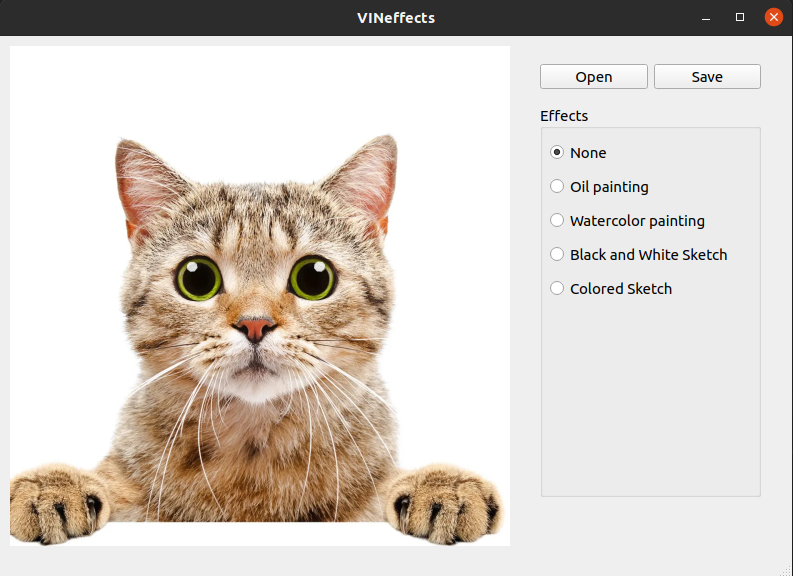 VINeffects
Open Save
Effects
None
Oil painting
Watercolor painting
Black and White Sketch
Colored Sketch